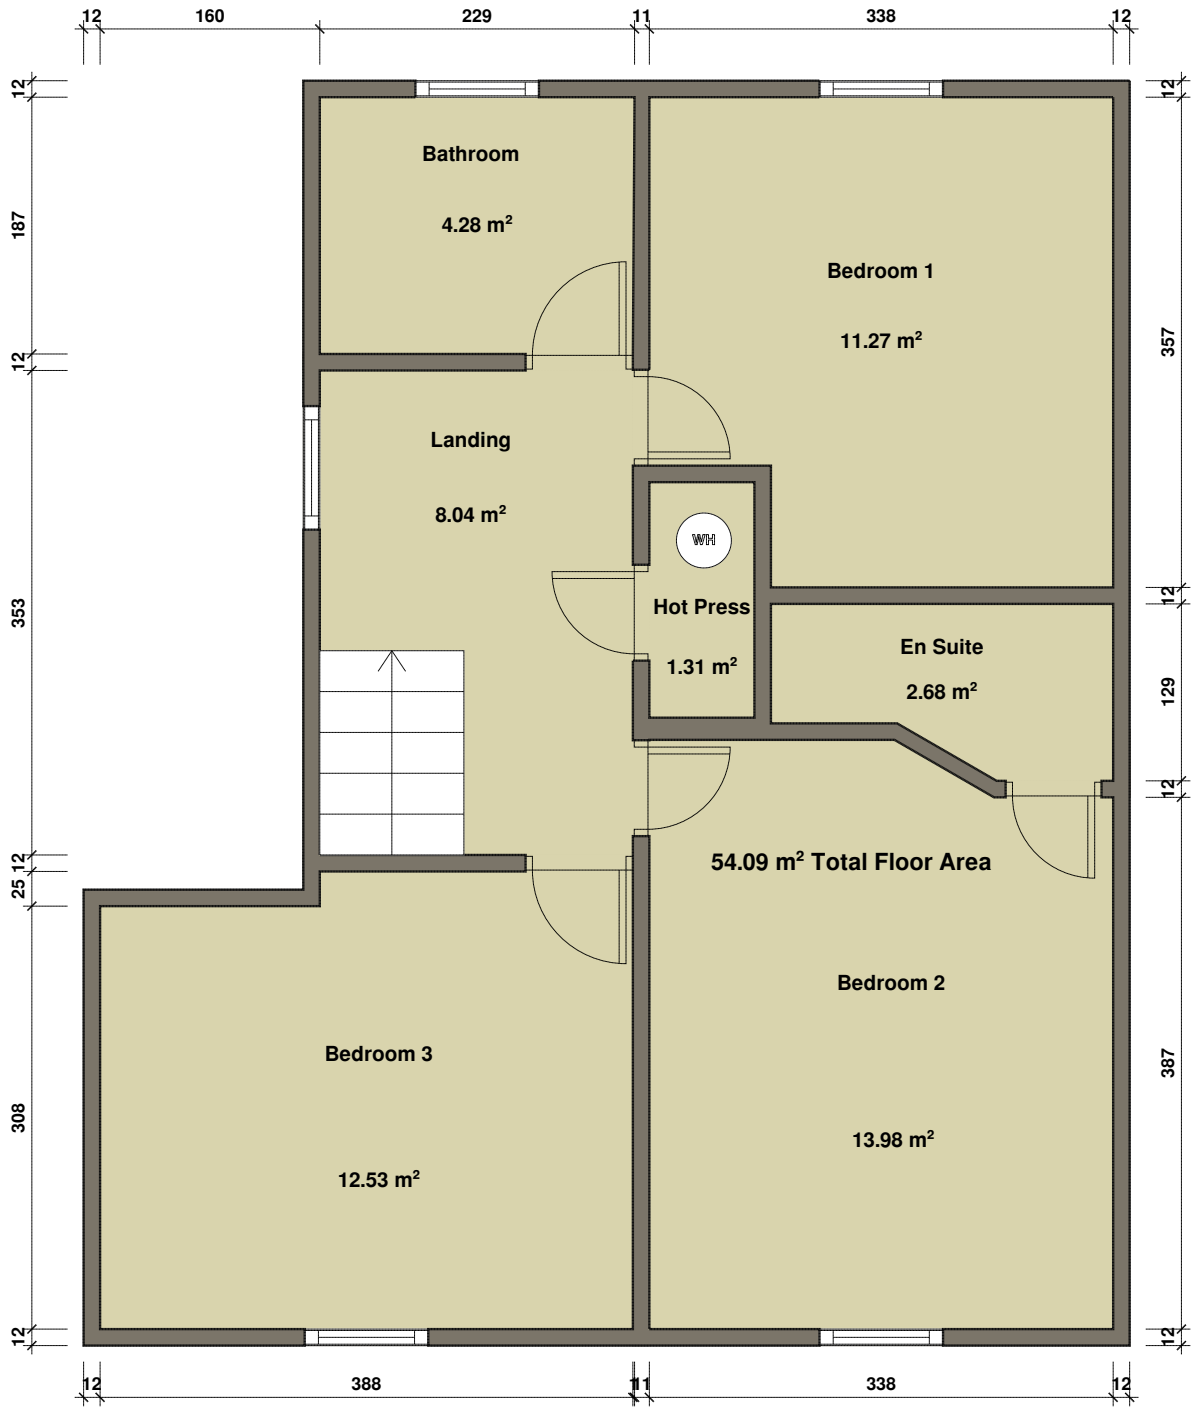 12 160 229 11 338 12
12
12
Bathroom
187
4.28 m²
Bedroom 1
11.27 m²
357
12
Landing
8.04 m²
WH
Hot Press
1.31 m²
12
353
En Suite
2.68 m²
129
12
12
25
54.09 m² Total Floor Area
Bedroom 2
Bedroom 3
387
308
13.98 m²
12.53 m²
12
12
12 388 1 11 338 12